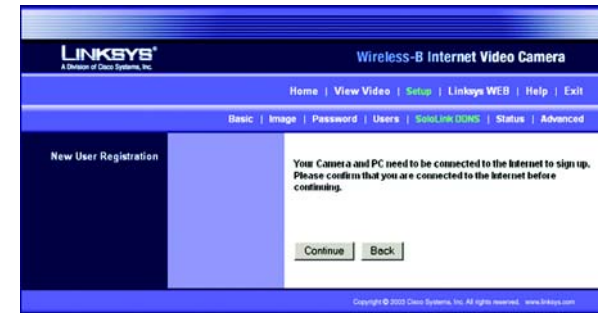 LINKSYS®
A Division of Cisco Systems, Inc.
Wireless-B Internet Video Camera
Home | View Video | Setup | Linksys WEB | Help | Exit
Basic | Image | Password | Users | SoloLink DDNS | Status | Advanced
New User Registration
Your Camera and PC need to be connected to the Internet to sign up.
Please confirm that you are connected to the Internet before
continuing.
Continue Back
Copyright © 2003 Cisco Systems, Inc. All rights reserved. www.linksys.com